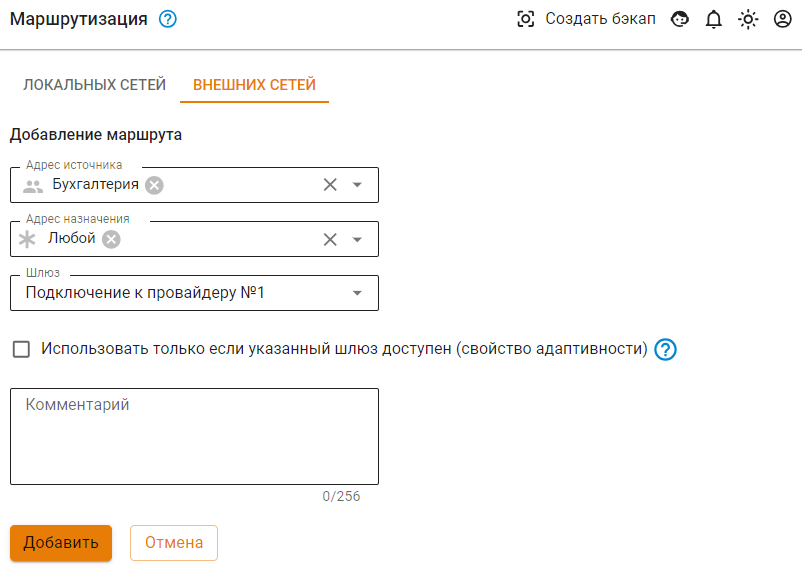 Маршрутизация
Создать бэкап
ЛОКАЛЬНЫХ СЕТЕЙ ВНЕШНИХ СЕТЕЙ
Добавление маршрута
Адрес источника
Бухгалтерия
Адрес назначения
Любой
Шлюз
Подключение к провайдеру №1
Использовать только если указанный шлюз доступен (свойство адаптивности)
Комментарий
0/256
Добавить Отмена